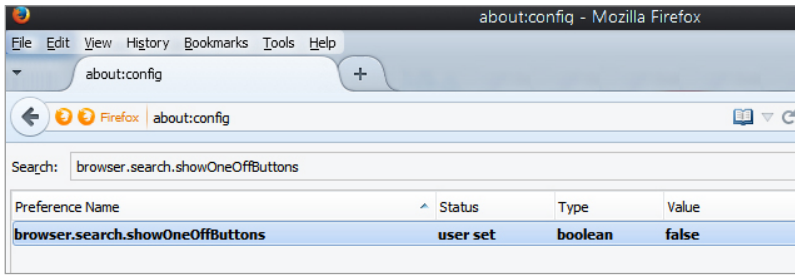 about:config - Mozilla Firefox
File Edit View History Bookmarks Tools Help
about:config +
Firefox about:config
Search: browser.search.showOneOffButtons
Preference Name Status Type Value
browser.search.showOneOffButtons user set boolean false